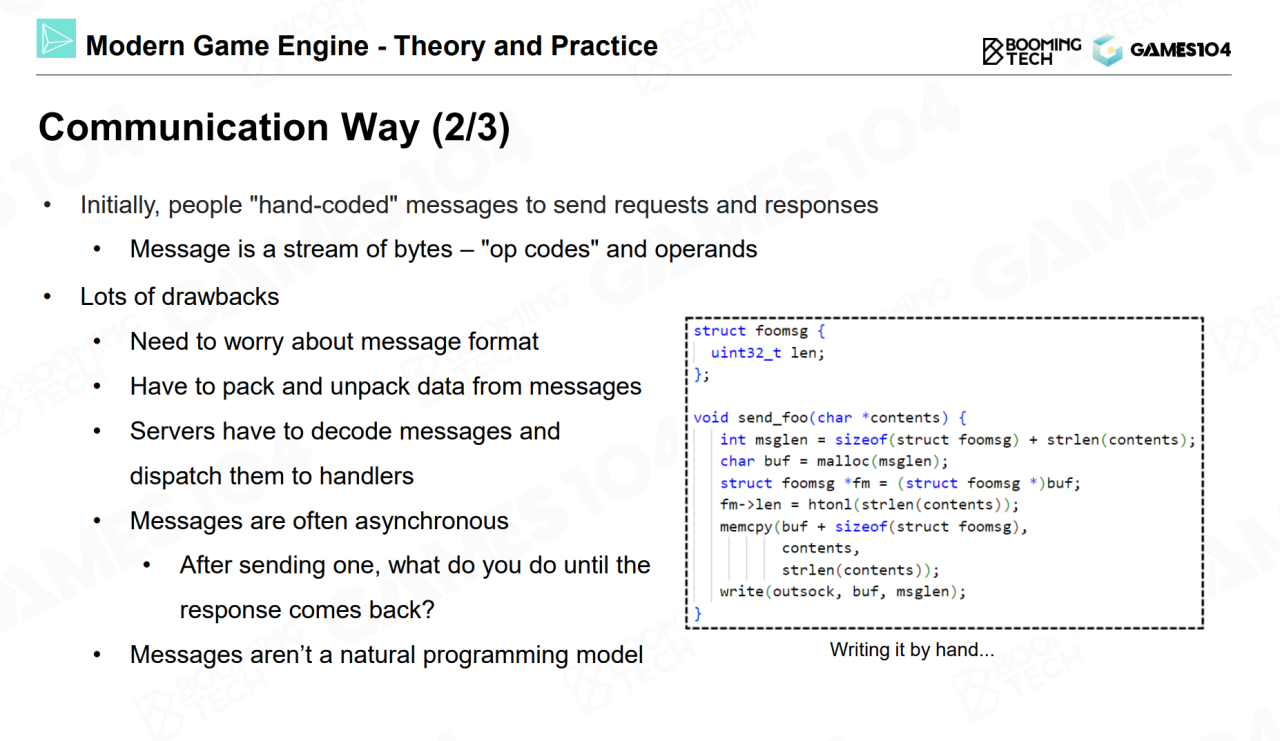 Modern Game Engine - Theory and Practice
BOOMING
TECH
GAMES104
Communication Way (2/3)
• Initially, people "hand-coded" messages to send requests and responses
• Message is a stream of bytes – "op codes" and operands
• Lots of drawbacks
• Need to worry about message format
• Have to pack and unpack data from messages
• Servers have to decode messages and
dispatch them to handlers
• Messages are often asynchronous
• After sending one, what do you do until the
response comes back?
• Messages aren’t a natural programming model
struct foomsg {
uint32_t len;
};
void send_foo(char *contents) {
int msglen = sizeof(struct foomsg) + strlen(contents);
char buf = malloc(msglen);
struct foomsg *fm = (struct foomsg *)buf;
fm->len = htonl(strlen(contents));
memcpy(buf + sizeof(struct foomsg),
contents,
strlen(contents));
write(outsock, buf, msglen);
}
Writing it by hand...